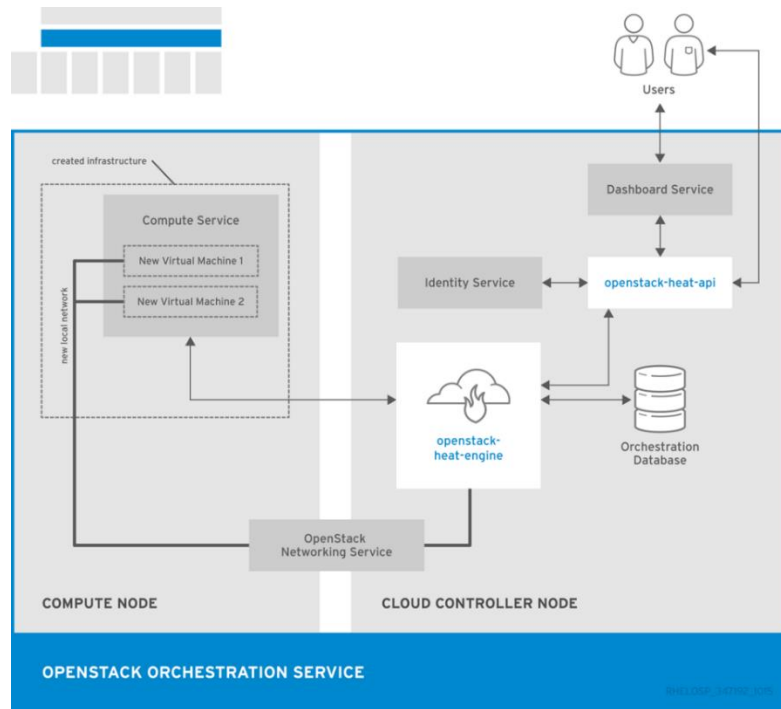 Users
created infrastructure
Compute Service
New Virtual Machine 1
New Virtual Machine 2
new local network
Dashboard Service
Identity Service
openstack-heat-api
openstack-
heat-engine
Orchestration
Database
OpenStack
Networking Service
COMPUTE NODE
CLOUD CONTROLLER NODE
OPENSTACK ORCHESTRATION SERVICE